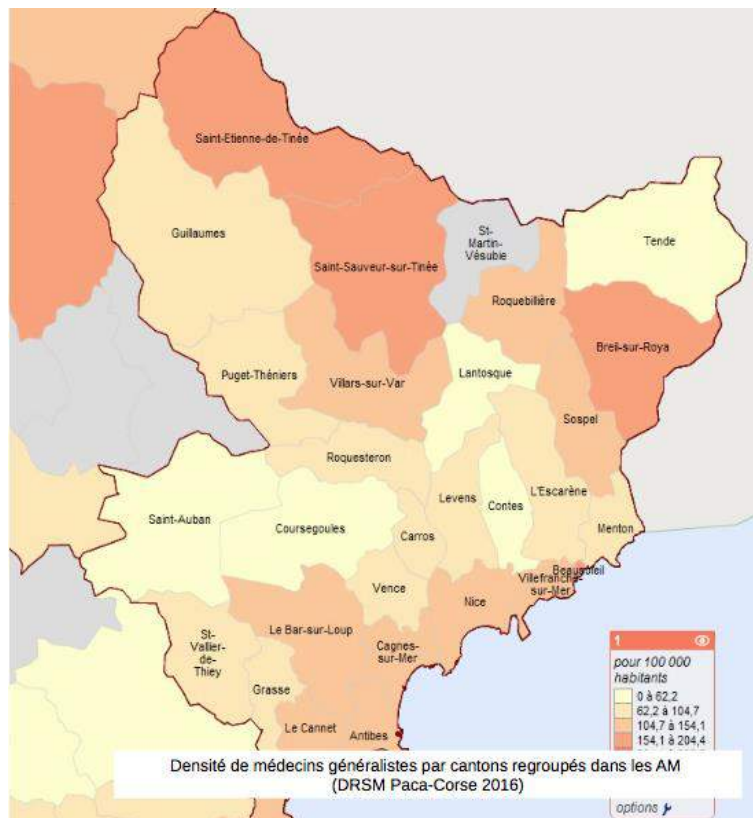 Saint-Etienne-de-Tinée
Guillaumes
St-
Martin-
Vésubie
Tende
Saint-Sauveur-sur-Tinée
Roquebillière
Breil-sur-Roya
Puget-Théniers
Villars-sur-Var
Lantosque
Sospel
Roquesteron
Levens
L'Escarène
Saint-Auban
Contes
Coursegoules
Carros
Menton
Beausoleil
Villefranche-
sur-Mer
Vence
Nice
St-
Vallier-
de-
Thiey
Le Bar-sur-Loup
Cagnes-
sur-Mer
Grasse
Le Cannet
Antibes
1
pour 100 000
habitants
0 à 62,2
62,2 à 104,7
104,7 à 154,1
154,1 à 204,4
Densité de médecins généralistes par cantons regroupés dans les AM
(DRSM Paca-Corse 2016)
options